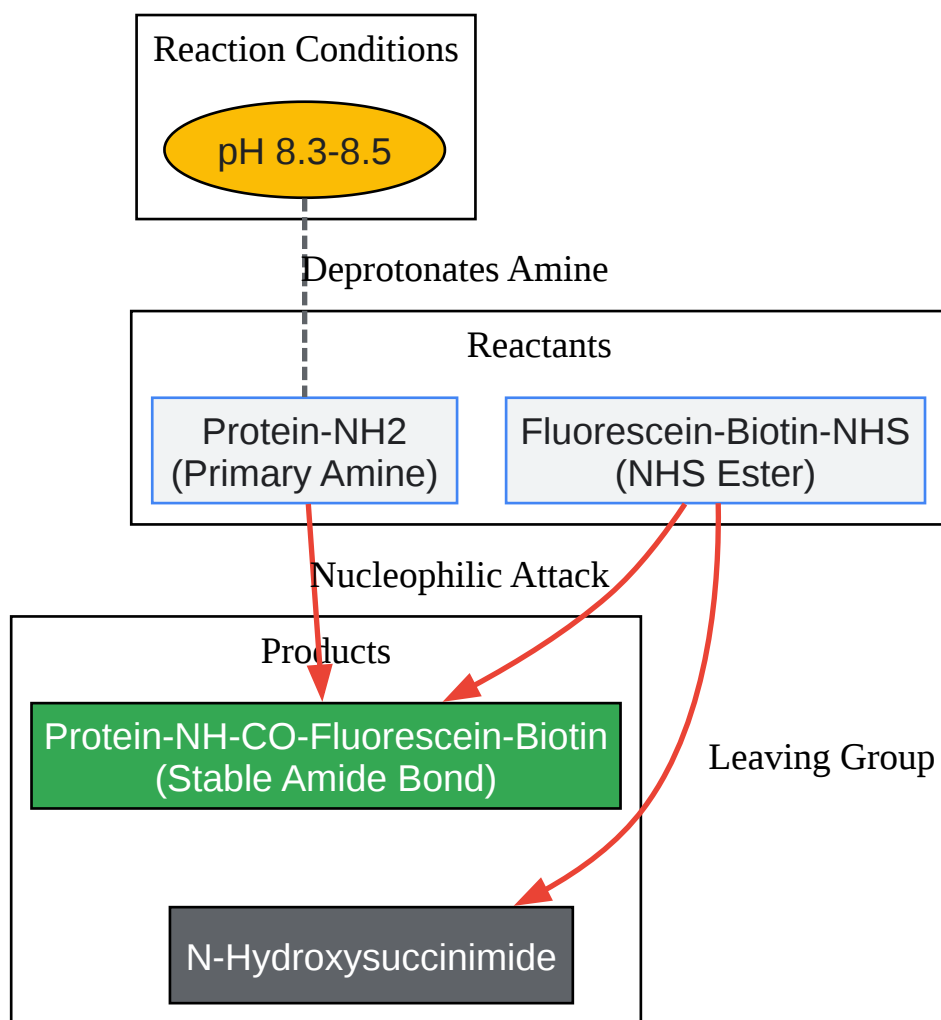 Reaction Conditions
pH 8.3-8.5
Deprotonates Amine
Reactants
Protein-NH2
(Primary Amine)
Fluorescein-Biotin-NHS
(NHS Ester)
Nucleophilic Attack
Products
Protein-NH-CO-Fluorescein-Biotin
(Stable Amide Bond)
Leaving Group
N-Hydroxysuccinimide